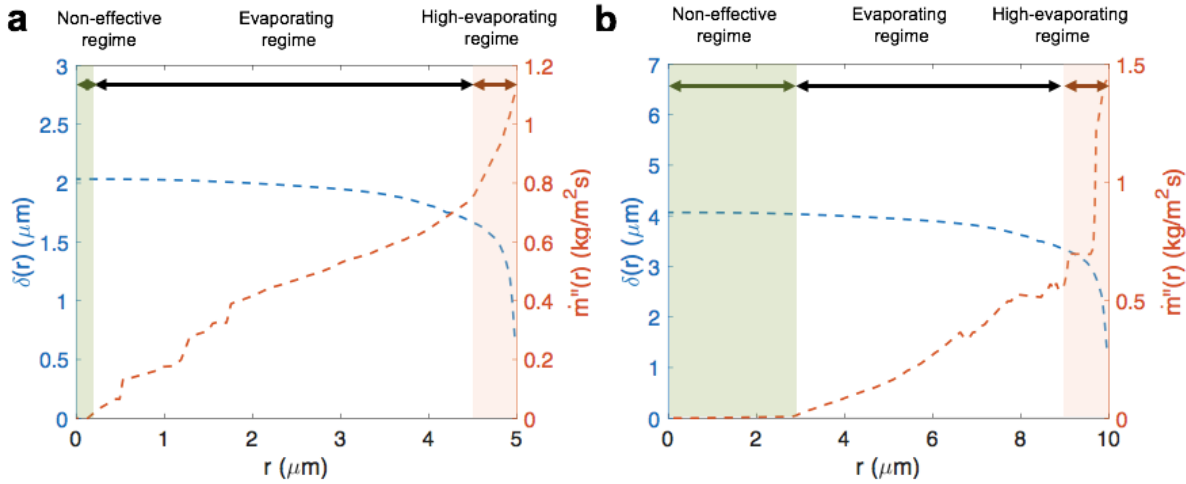 a
Non-effective
regime
Evaporating
regime
High-evaporating
regime
3
2.5
2
1.5
1
0.5
0
δ(r) (μm)
1.2
1
0.8
0.6
0.4
0.2
0
ṁ"(r) (kg/m²s)
0 1 2 3 4 5
r (μm)
b
Non-effective
regime
Evaporating
regime
High-evaporating
regime
7
6
5
4
3
2
1
0
δ(r) (μm)
1.5
1
0.5
0
ṁ"(r) (kg/m²s)
0 2 4 6 8 10
r (μm)